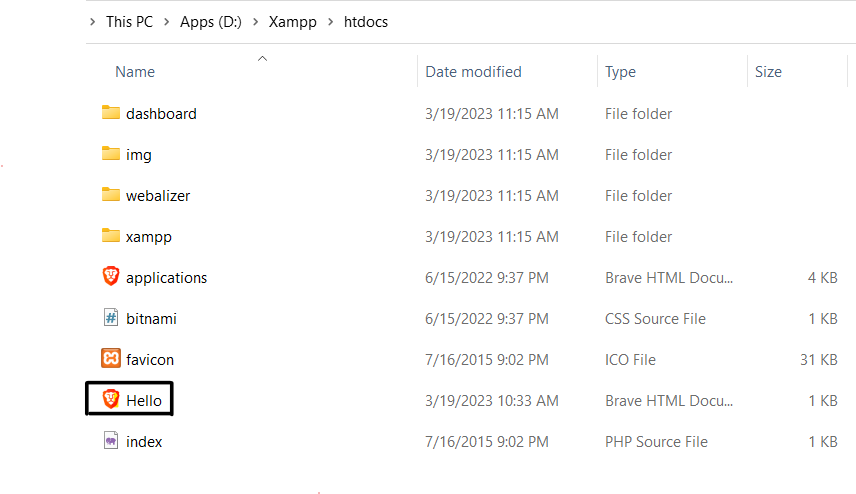 This PC > Apps (D:) > Xampp > htdocs
Name Date modified Type Size
dashboard 3/19/2023 11:15 AM File folder
img 3/19/2023 11:15 AM File folder
webalizer 3/19/2023 11:15 AM File folder
xampp 3/19/2023 11:15 AM File folder
applications 6/15/2022 9:37 PM Brave HTML Docu... 4 KB
bitnami 6/15/2022 9:37 PM CSS Source File 1 KB
favicon 7/16/2015 9:02 PM ICO File 31 KB
Hello 3/19/2023 10:33 AM Brave HTML Docu... 1 KB
index 7/16/2015 9:02 PM PHP Source File 1 KB